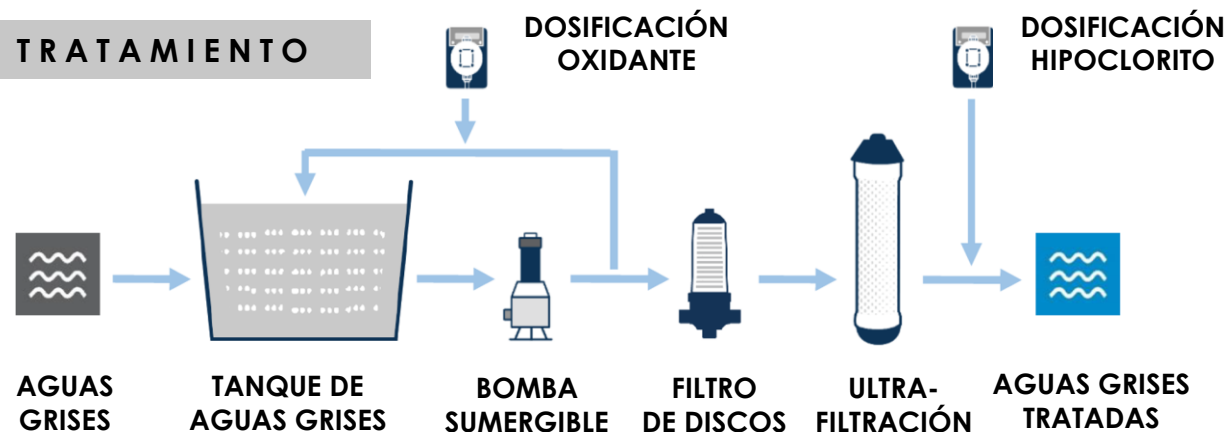 TRATAMIENTO
DOSIFICACIÓN
OXIDANTE
DOSIFICACIÓN
HIPOCLORITO
AGUAS
GRISES
TANQUE DE
AGUAS GRISES
BOMBA
SUMERGIBLE
FILTRO
DE DISCOS
ULTRA-
FILTRACIÓN
AGUAS GRISES
TRATADAS